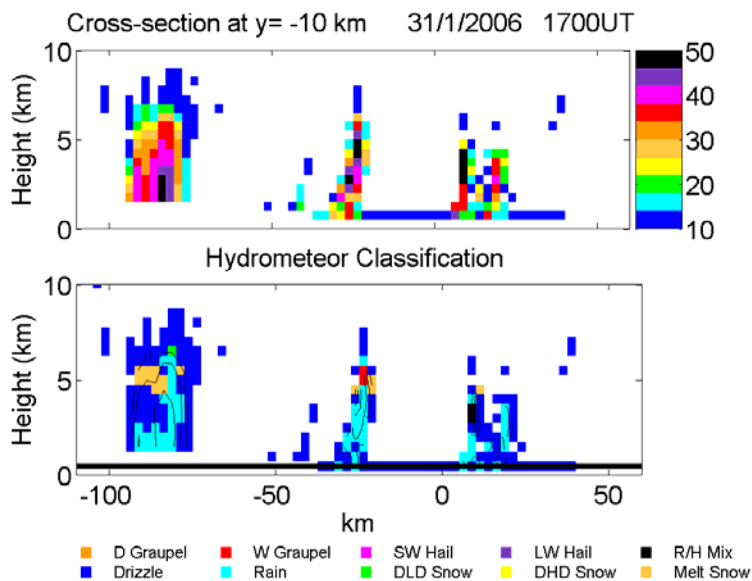 Cross-section at y= -10 km 31/1/2006 1700UT
Height (km)
10
5
0
50
40
30
20
10
Hydrometeor Classification
Height (km)
10
5
0
-100 -50 0 50
km
D Graupel W Graupel SW Hail LW Hail R/H Mix
Drizzle Rain DLD Snow DHD Snow Melt Snow